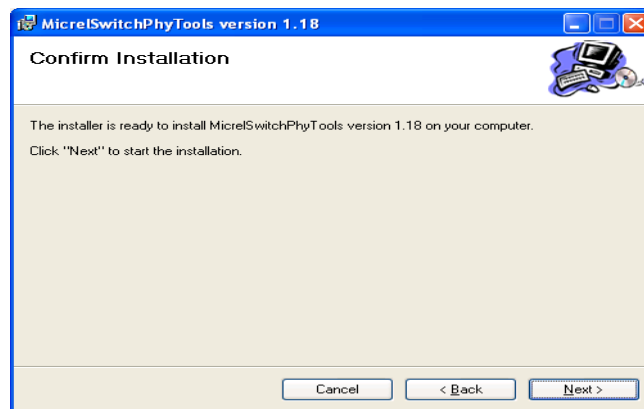 MicrelSwitchPhyTools version 1.18
Confirm Installation
The installer is ready to install MicrelSwitchPhyTools version 1.18 on your computer.
Click "Next" to start the installation.
Cancel
< Back
Next >